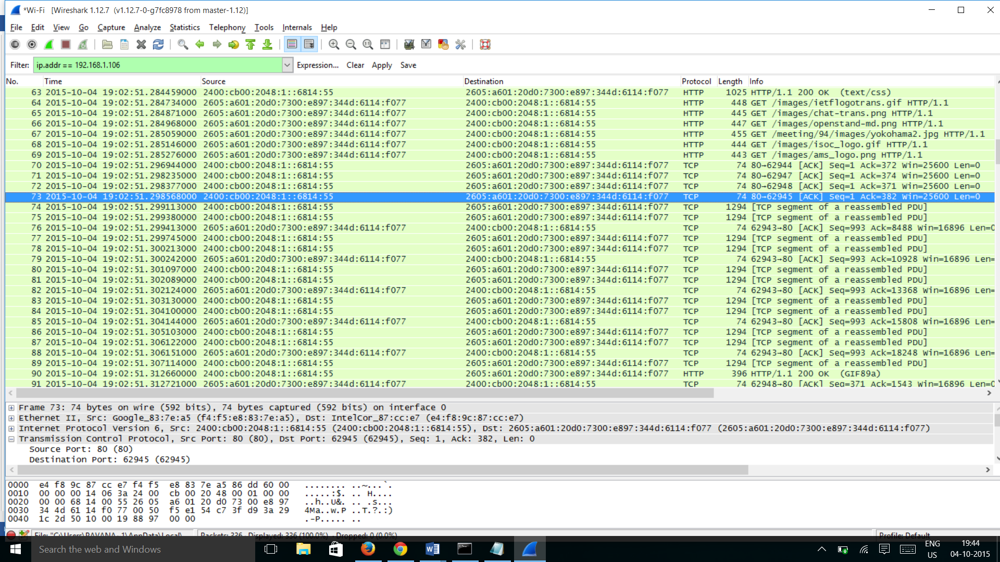 *Wi-Fi   [Wireshark 1.12.7  (v1.12.7-0-g7fc8978 from master-1.12)]
File Edit View Go Capture Analyze Statistics Telephony Tools Internals Help
Filter: ip.addr == 192.168.1.106 Expression... Clear Apply Save
No. Time Source Destination Protocol Length Info
63 2015-10-04 19:02:51.284459000 2400:cb00:2048:1::6814:55 2605:a601:20d0:7300:e897:344d:6114:f077 HTTP 1025 HTTP/1.1 200 OK  (text/css)
64 2015-10-04 19:02:51.284734000 2605:a601:20d0:7300:e897:344d:6114:f077 2400:cb00:2048:1::6814:55 HTTP 448 GET /images/ietflogotrans.gif HTTP/1.1
65 2015-10-04 19:02:51.284871000 2605:a601:20d0:7300:e897:344d:6114:f077 2400:cb00:2048:1::6814:55 HTTP 445 GET /images/chat-trans.png HTTP/1.1
66 2015-10-04 19:02:51.284968000 2605:a601:20d0:7300:e897:344d:6114:f077 2400:cb00:2048:1::6814:55 HTTP 447 GET /images/openstand-md.png HTTP/1.1
67 2015-10-04 19:02:51.285059000 2605:a601:20d0:7300:e897:344d:6114:f077 2400:cb00:2048:1::6814:55 HTTP 455 GET /meeting/94/images/yokohama2.jpg HTTP/1.1
68 2015-10-04 19:02:51.285146000 2605:a601:20d0:7300:e897:344d:6114:f077 2400:cb00:2048:1::6814:55 HTTP 444 GET /images/isoc_logo.gif HTTP/1.1
69 2015-10-04 19:02:51.285276000 2605:a601:20d0:7300:e897:344d:6114:f077 2400:cb00:2048:1::6814:55 HTTP 443 GET /images/ams_logo.png HTTP/1.1
70 2015-10-04 19:02:51.296944000 2400:cb00:2048:1::6814:55 2605:a601:20d0:7300:e897:344d:6114:f077 TCP 74 80→62944 [ACK] Seq=1 Ack=372 Win=25600 Len=0
71 2015-10-04 19:02:51.298235000 2400:cb00:2048:1::6814:55 2605:a601:20d0:7300:e897:344d:6114:f077 TCP 74 80→62947 [ACK] Seq=1 Ack=374 Win=25600 Len=0
72 2015-10-04 19:02:51.298377000 2400:cb00:2048:1::6814:55 2605:a601:20d0:7300:e897:344d:6114:f077 TCP 74 80→62948 [ACK] Seq=1 Ack=371 Win=25600 Len=0
73 2015-10-04 19:02:51.298568000 2400:cb00:2048:1::6814:55 2605:a601:20d0:7300:e897:344d:6114:f077 TCP 74 80→62945 [ACK] Seq=1 Ack=382 Win=25600 Len=0
74 2015-10-04 19:02:51.299113000 2400:cb00:2048:1::6814:55 2605:a601:20d0:7300:e897:344d:6114:f077 TCP 1294 [TCP segment of a reassembled PDU]
75 2015-10-04 19:02:51.299380000 2400:cb00:2048:1::6814:55 2605:a601:20d0:7300:e897:344d:6114:f077 TCP 1294 [TCP segment of a reassembled PDU]
76 2015-10-04 19:02:51.299413000 2605:a601:20d0:7300:e897:344d:6114:f077 2400:cb00:2048:1::6814:55 TCP 74 62943→80 [ACK] Seq=993 Ack=8488 Win=16896 Len=0
77 2015-10-04 19:02:51.299745000 2400:cb00:2048:1::6814:55 2605:a601:20d0:7300:e897:344d:6114:f077 TCP 1294 [TCP segment of a reassembled PDU]
78 2015-10-04 19:02:51.300213000 2400:cb00:2048:1::6814:55 2605:a601:20d0:7300:e897:344d:6114:f077 TCP 1294 [TCP segment of a reassembled PDU]
79 2015-10-04 19:02:51.300242000 2605:a601:20d0:7300:e897:344d:6114:f077 2400:cb00:2048:1::6814:55 TCP 74 62943→80 [ACK] Seq=993 Ack=10928 Win=16896 Len=
80 2015-10-04 19:02:51.301097000 2400:cb00:2048:1::6814:55 2605:a601:20d0:7300:e897:344d:6114:f077 TCP 1294 [TCP segment of a reassembled PDU]
81 2015-10-04 19:02:51.302089000 2400:cb00:2048:1::6814:55 2605:a601:20d0:7300:e897:344d:6114:f077 TCP 1294 [TCP segment of a reassembled PDU]
82 2015-10-04 19:02:51.302124000 2605:a601:20d0:7300:e897:344d:6114:f077 2400:cb00:2048:1::6814:55 TCP 74 62943→80 [ACK] Seq=993 Ack=13368 Win=16896 Len=
83 2015-10-04 19:02:51.303130000 2400:cb00:2048:1::6814:55 2605:a601:20d0:7300:e897:344d:6114:f077 TCP 1294 [TCP segment of a reassembled PDU]
84 2015-10-04 19:02:51.304100000 2400:cb00:2048:1::6814:55 2605:a601:20d0:7300:e897:344d:6114:f077 TCP 1294 [TCP segment of a reassembled PDU]
85 2015-10-04 19:02:51.304144000 2605:a601:20d0:7300:e897:344d:6114:f077 2400:cb00:2048:1::6814:55 TCP 74 62943→80 [ACK] Seq=993 Ack=15808 Win=16896 Len=
86 2015-10-04 19:02:51.305103000 2400:cb00:2048:1::6814:55 2605:a601:20d0:7300:e897:344d:6114:f077 TCP 1294 [TCP segment of a reassembled PDU]
87 2015-10-04 19:02:51.306122000 2400:cb00:2048:1::6814:55 2605:a601:20d0:7300:e897:344d:6114:f077 TCP 1294 [TCP segment of a reassembled PDU]
88 2015-10-04 19:02:51.306151000 2605:a601:20d0:7300:e897:344d:6114:f077 2400:cb00:2048:1::6814:55 TCP 74 62943→80 [ACK] Seq=993 Ack=18248 Win=16896 Len=
89 2015-10-04 19:02:51.307114000 2400:cb00:2048:1::6814:55 2605:a601:20d0:7300:e897:344d:6114:f077 TCP 1294 [TCP segment of a reassembled PDU]
90 2015-10-04 19:02:51.312660000 2400:cb00:2048:1::6814:55 2605:a601:20d0:7300:e897:344d:6114:f077 HTTP 396 HTTP/1.1 200 OK  (GIF89a)
91 2015-10-04 19:02:51.312721000 2605:a601:20d0:7300:e897:344d:6114:f077 2400:cb00:2048:1::6814:55 TCP 74 62948→80 [ACK] Seq=371 Ack=1543 Win=16896 Len=0
Frame 73: 74 bytes on wire (592 bits), 74 bytes captured (592 bits) on interface 0
Ethernet II, Src: Google_83:7e:a5 (f4:f5:e8:83:7e:a5), Dst: IntelCor_87:cc:e7 (e4:f8:9c:87:cc:e7)
Internet Protocol Version 6, Src: 2400:cb00:2048:1::6814:55 (2400:cb00:2048:1::6814:55), Dst: 2605:a601:20d0:7300:e897:344d:6114:f077 (2605:a601:20d0:7300:e897:344d:6114:f077)
Transmission Control Protocol, Src Port: 80 (80), Dst Port: 62945 (62945), Seq: 1, Ack: 382, Len: 0
Source Port: 80 (80)
Destination Port: 62945 (62945)
0000 e4 f8 9c 87 cc e7 f4 f5 e8 83 7e a5 86 dd 60 00 ........ ..~...`.
0010 00 00 00 14 06 3a 24 00 cb 00 20 48 00 01 00 00 .....:$. .. H....
0020 00 00 68 14 00 55 26 05 a6 01 20 d0 73 00 e8 97 ..h..U&. .. .s...
0030 34 4d 61 14 f0 77 00 50 f5 e1 54 c7 3f d9 3a 29 4Ma..w.P ..T.?.:)
0040 1c 2d 50 10 00 19 88 97 00 00 .-P..... ..
File: "C:\Users\RAVANA~1\AppData\Local\ Packets: 336 · Displayed: 336 (100.0%) · Dropped: 0 (0.0%) Profile: Default
Search the web and Windows
ENG
US
19:44
04-10-2015